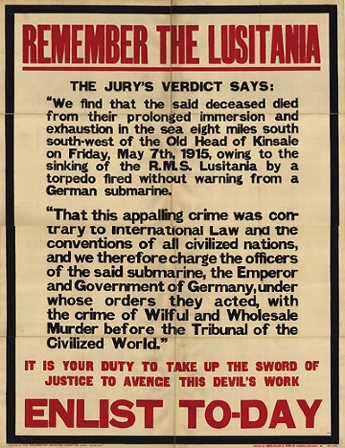 REMEMBER THE LUSITANIA
THE JURY'S VERDICT SAYS:
"We find that the said deceased died
from their prolonged immersion and
exhaustion in the sea eight miles south
south-west of the Old Head of Kinsale
on Friday, May 7th, 1915, owing to the
sinking of the R.M.S. Lusitania by a
torpedo fired without warning from a
German submarine.
"That this appalling crime was con-
trary to International Law and the
conventions of all civilized nations,
and we therefore charge the officers
of the said submarine, the Emperor
and Government of Germany, under
whose orders they acted, with
the crime of Wilful and Wholesale
Murder before the Tribunal of the
Civilized World."
IT IS YOUR DUTY TO TAKE UP THE SWORD OF
JUSTICE TO AVENGE THIS DEVIL'S WORK
ENLIST TO-DAY